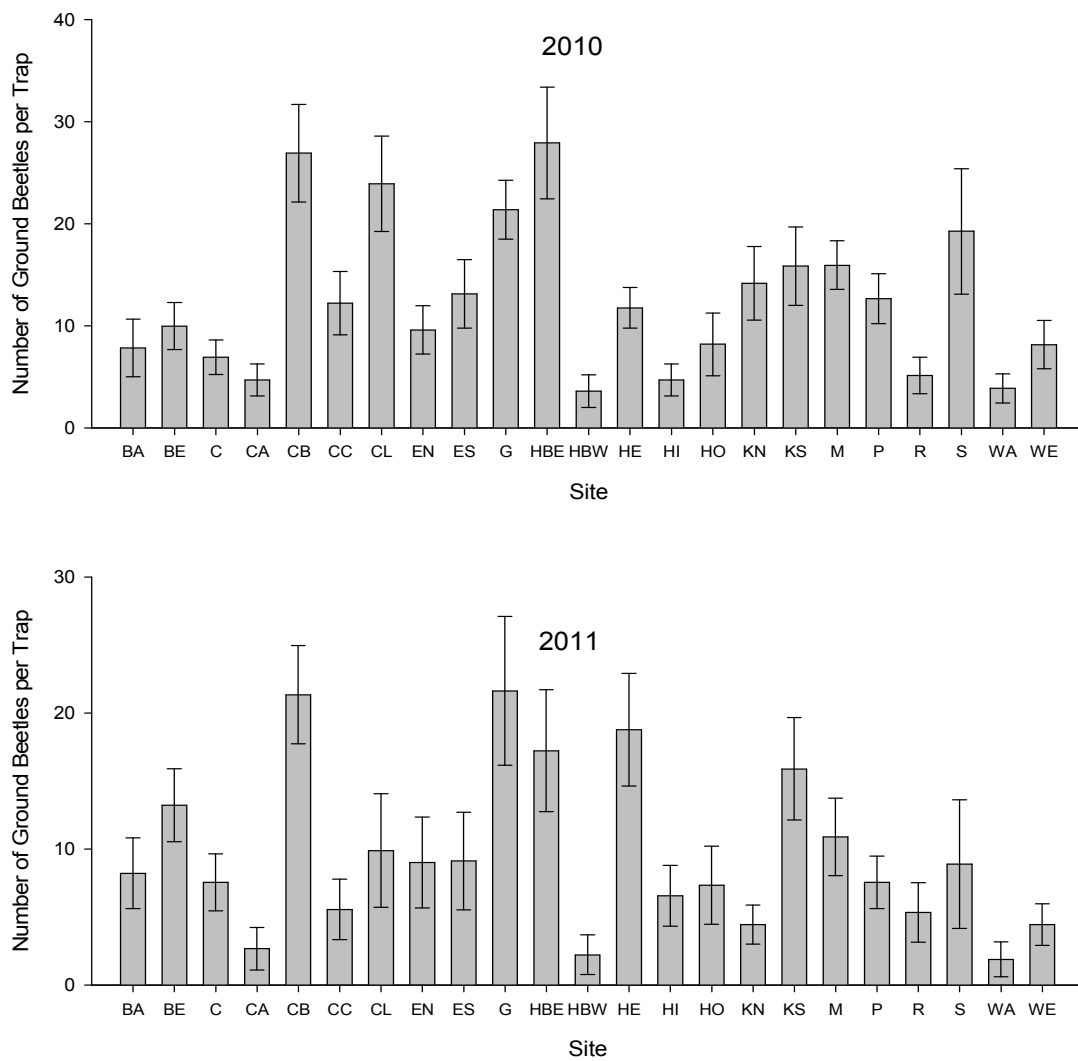 2010
Number of Ground Beetles per Trap
40
30
20
10
0
BA BE C CA CB CC CL EN ES G HBE HBW HE HI HO KN KS M P R S WA WE
Site
2011
Number of Ground Beetles per Trap
30
20
10
0
BA BE C CA CB CC CL EN ES G HBE HBW HE HI HO KN KS M P R S WA WE
Site